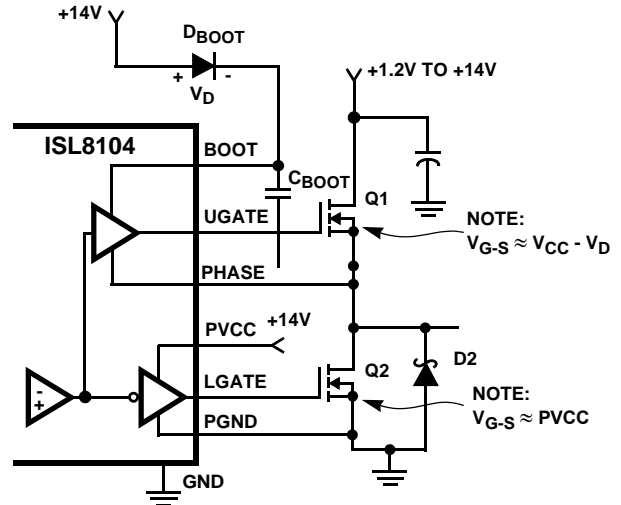 +14V
DBOOT
+ -
VD
+1.2V TO +14V
ISL8104
BOOT
CBOOT
UGATE
Q1
NOTE:
VG-S ≈ VCC - VD
PHASE
PVCC
+14V
LGATE
Q2
D2
NOTE:
VG-S ≈ PVCC
-
+
PGND
GND